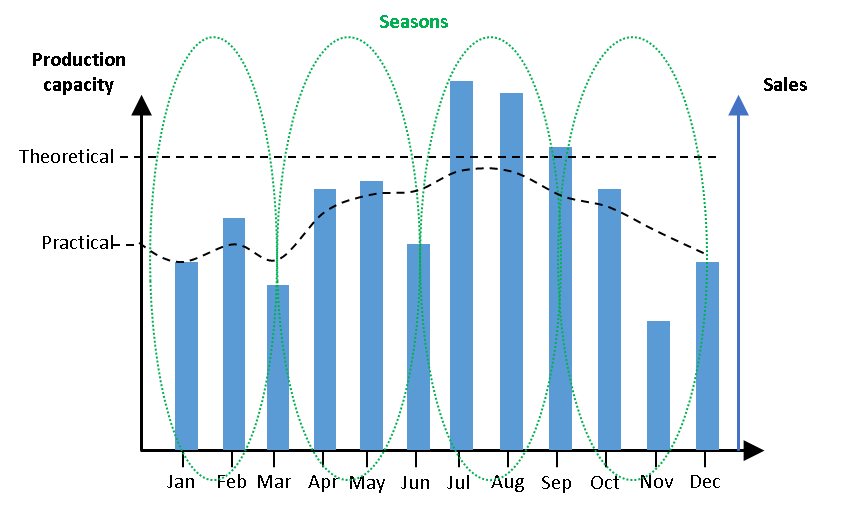 Seasons
Production
capacity
Sales
Theoretical
Practical
Jan Feb Mar Apr May Jun Jul Aug Sep Oct Nov Dec